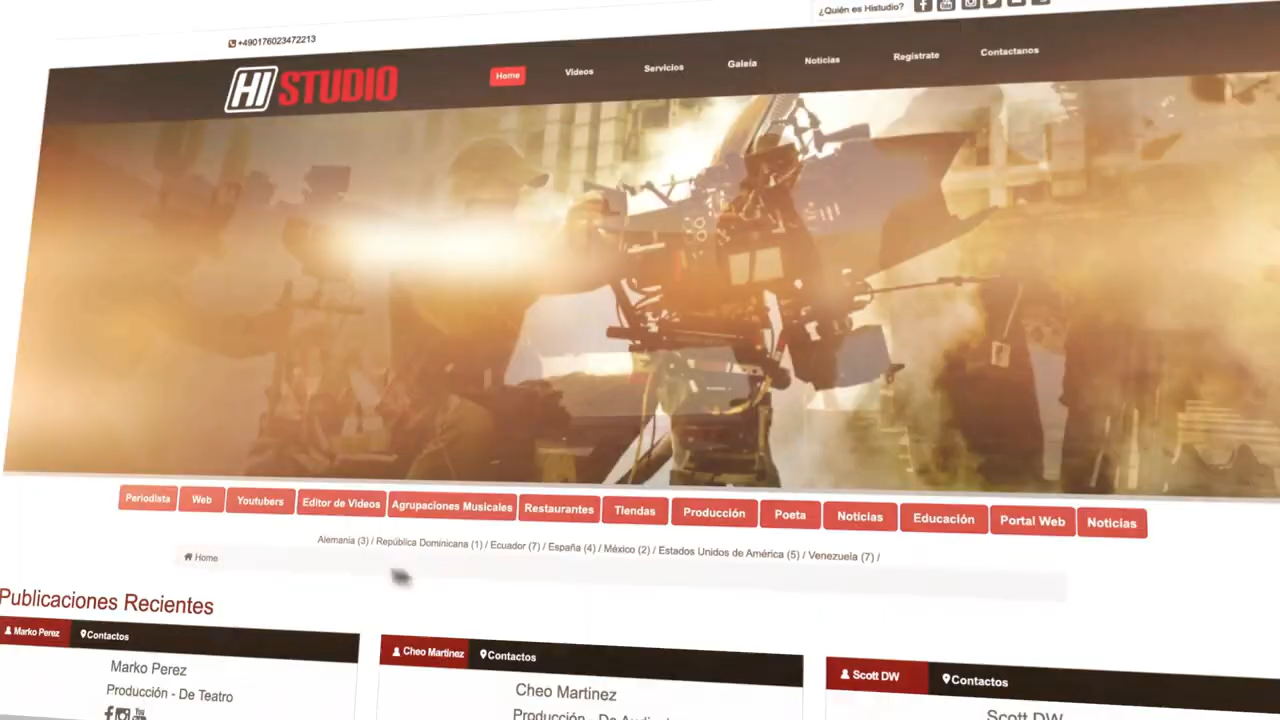 ¿Quién es Histudio?
+490176023472213
HI STUDIO
Home Videos Servicios Galeía Noticias Registrate Contactanos
Periodista Web Youtubers Editor de Videos Agrupaciones Musicales Restaurantes Tiendas Producción Poeta Noticias Educación Portal Web Noticias
Alemania (3) / República Dominicana (1) / Ecuador (7) / España (4) / México (2) / Estados Unidos de América (5) / Venezuela (7) /
Home
Publicaciones Recientes
Marko Perez Contactos
Cheo Martinez Contactos
Scott DW Contactos
Marko Perez
Cheo Martinez
Scott DW
Producción - De Teatro
Producción - De